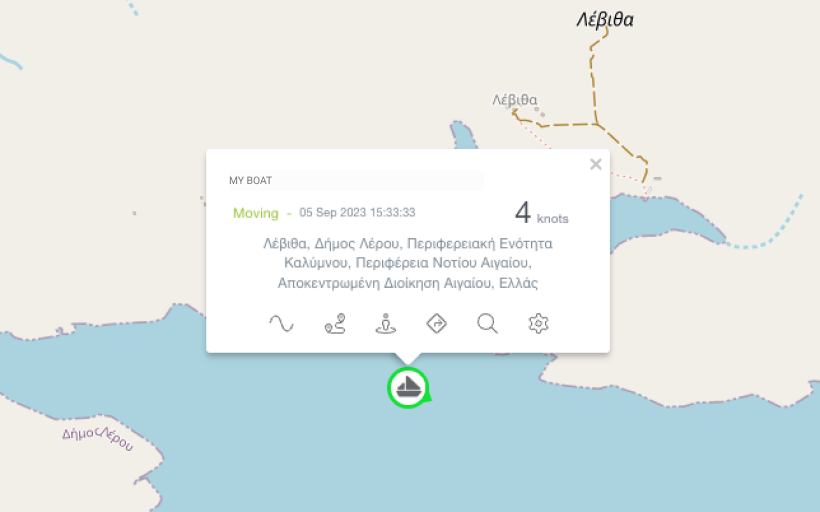 Λέβιθα
Λέβιθα
MY BOAT
Moving - 05 Sep 2023 15:33:33
4 knots
Λέβιθα, Δήμος Λέρου, Περιφερειακή Ενότητα
Καλύμνου, Περιφέρεια Νοτίου Αιγαίου,
Αποκεντρωμένη Διοίκηση Αιγαίου, Ελλάς
Δήμος Λέρου